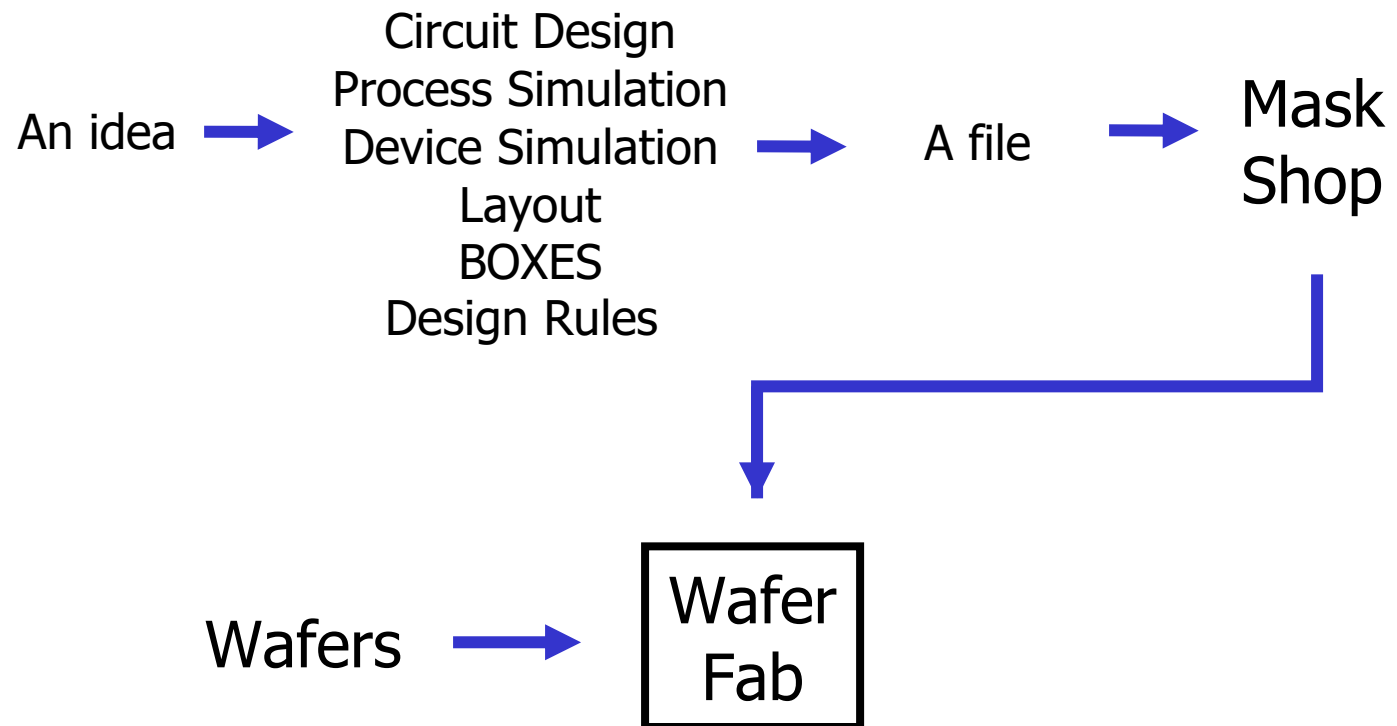 An idea
Circuit Design
Process Simulation
Device Simulation
Layout
BOXES
Design Rules
A file
Mask
Shop
Wafers
Wafer
Fab